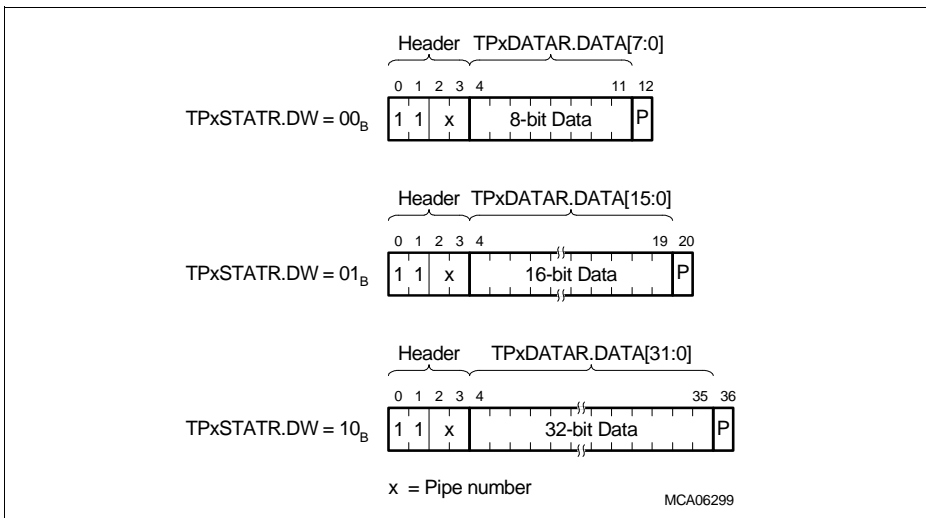 Header TPxDATAR.DATA[7:0]
0 1 2 3 4 11 12
TPxSTATR.DW = 00B 1 1 x 8-bit Data P
Header TPxDATAR.DATA[15:0]
0 1 2 3 4 19 20
TPxSTATR.DW = 01B 1 1 x 16-bit Data P
Header TPxDATAR.DATA[31:0]
0 1 2 3 4 35 36
TPxSTATR.DW = 10B 1 1 x 32-bit Data P
x = Pipe number
MCA06299